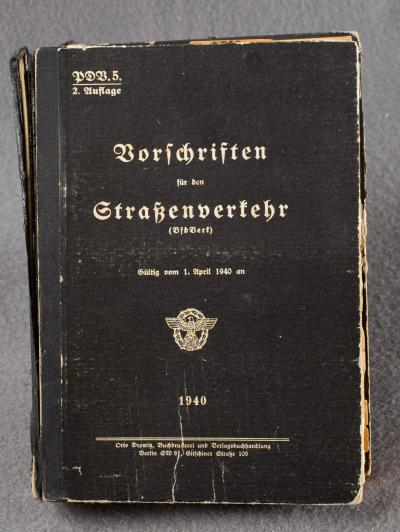 PDV. 5.
2. Auflage
Vorschriften
für den
Straßenverkehr
(VfdVerk)
Gültig vom 1. April 1940 an
1940
Otto Drewitz, Buchdruckerei und Verlagsbuchhandlung
Berlin SW 61, Gitschiner Straße 109